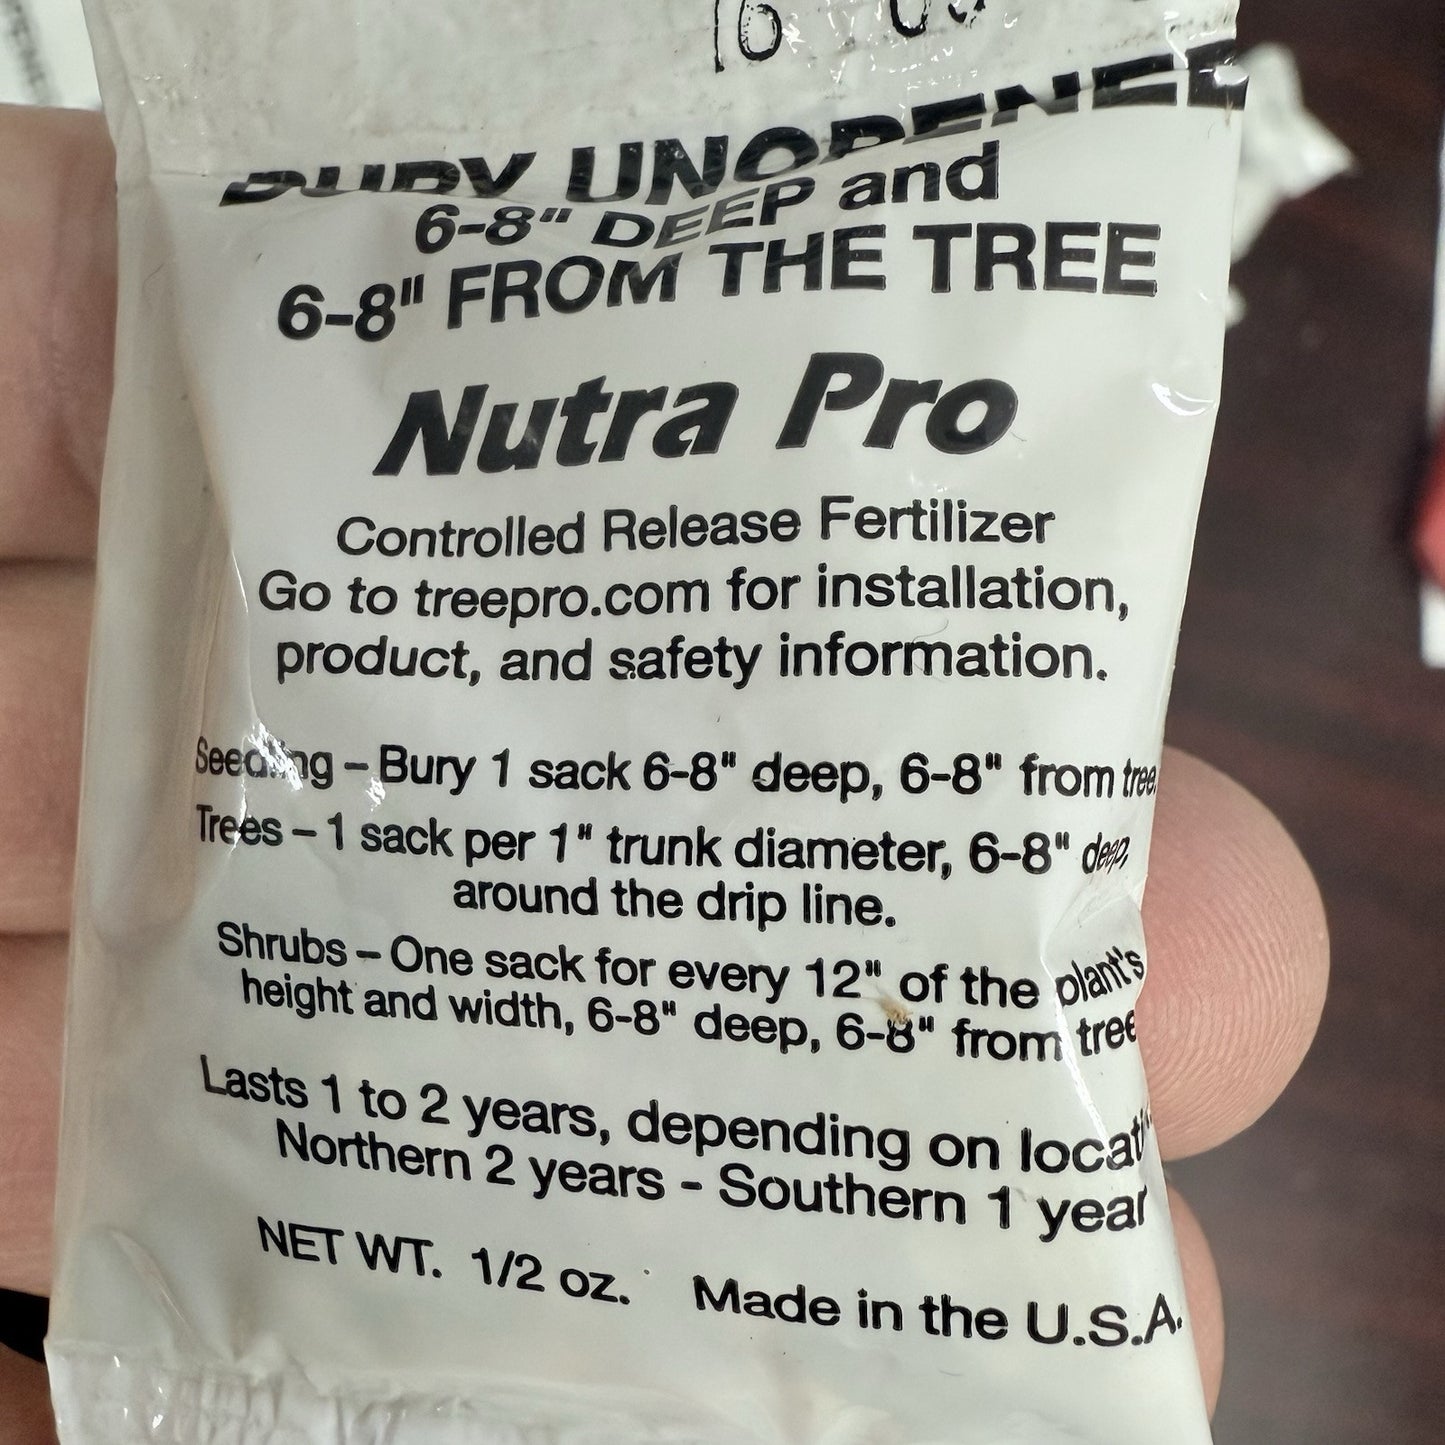 16
BURY UNOPENED
6-8" DEEP and
6-8" FROM THE TREE
Nutra Pro
Controlled Release Fertilizer
Go to treepro.com for installation,
product, and safety information.
Seedling – Bury 1 sack 6-8" deep, 6-8" from tree.
Trees – 1 sack per 1" trunk diameter, 6-8" deep,
around the drip line.
Shrubs – One sack for every 12" of the plant's
height and width, 6-8" deep, 6-8" from tree
Lasts 1 to 2 years, depending on locati
Northern 2 years - Southern 1 year
NET WT. 1/2 oz. Made in the U.S.A.